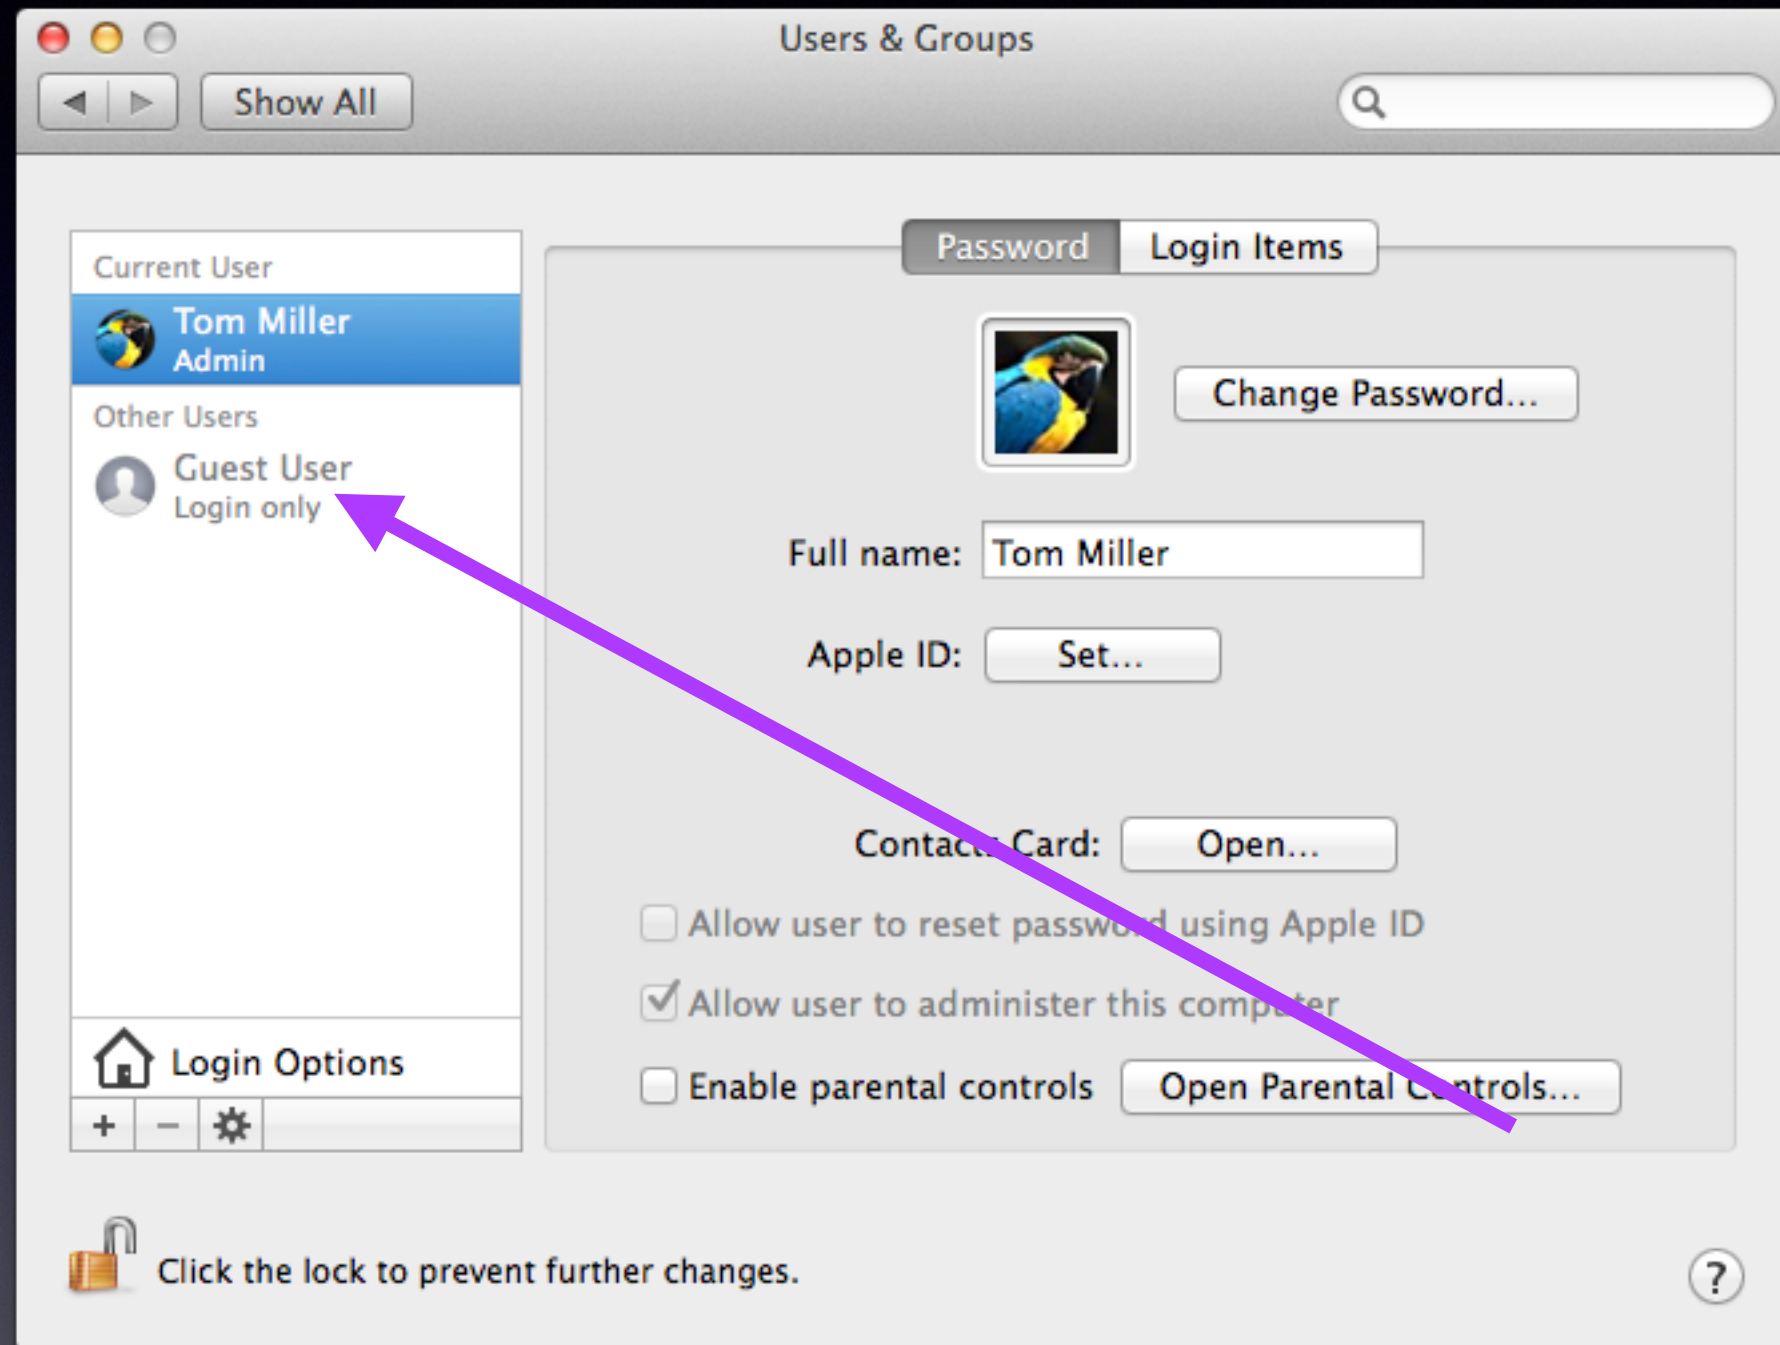 Users & Groups
Show All
Current User
Tom Miller
Admin
Other Users
Guest User
Login only
Login Options
Password
Login Items
Change Password...
Full name: Tom Miller
Apple ID: Set...
Contacts Card: Open...
Allow user to reset password using Apple ID
Allow user to administer this computer
Enable parental controls Open Parental Controls...
Click the lock to prevent further changes.
?